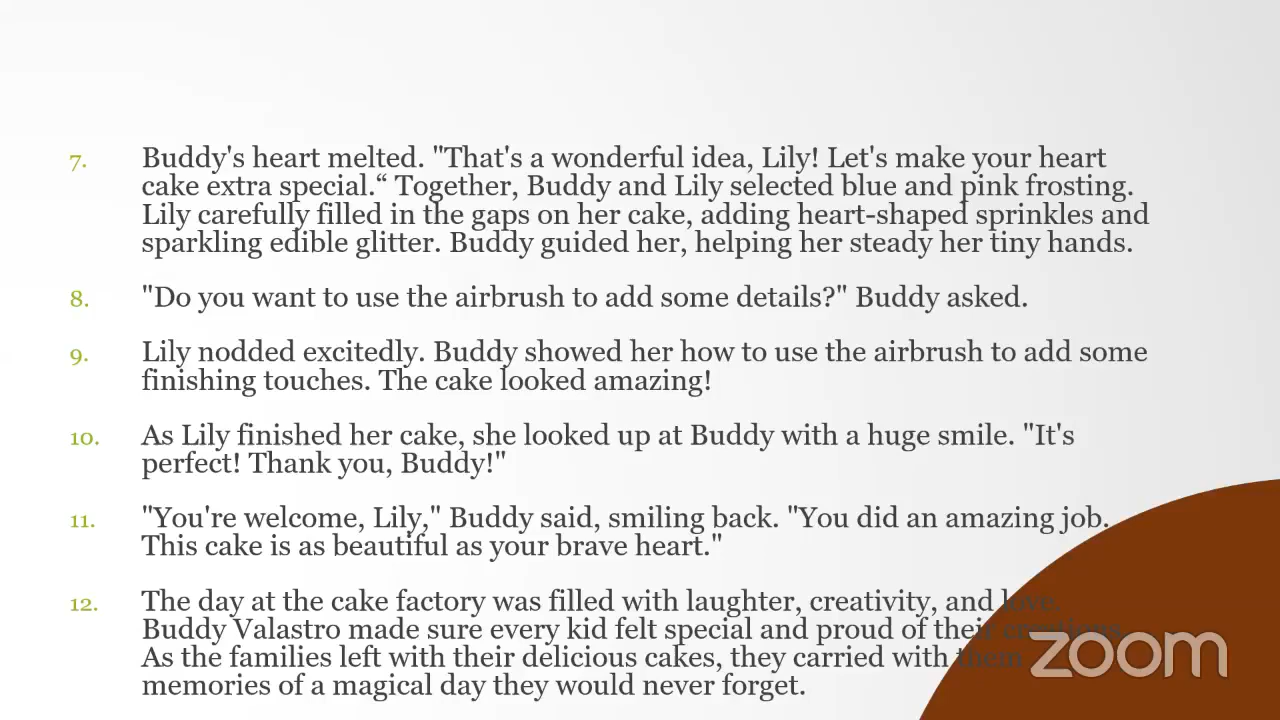 7. Buddy's heart melted. "That's a wonderful idea, Lily! Let's make your heart
cake extra special.“ Together, Buddy and Lily selected blue and pink frosting.
Lily carefully filled in the gaps on her cake, adding heart-shaped sprinkles and
sparkling edible glitter. Buddy guided her, helping her steady her tiny hands.
8. "Do you want to use the airbrush to add some details?" Buddy asked.
9. Lily nodded excitedly. Buddy showed her how to use the airbrush to add some
finishing touches. The cake looked amazing!
10. As Lily finished her cake, she looked up at Buddy with a huge smile. "It's
perfect! Thank you, Buddy!"
11. "You're welcome, Lily," Buddy said, smiling back. "You did an amazing job.
This cake is as beautiful as your brave heart."
12. The day at the cake factory was filled with laughter, creativity, and love.
Buddy Valastro made sure every kid felt special and proud of their creations.
As the families left with their delicious cakes, they carried with them
memories of a magical day they would never forget.
zoom